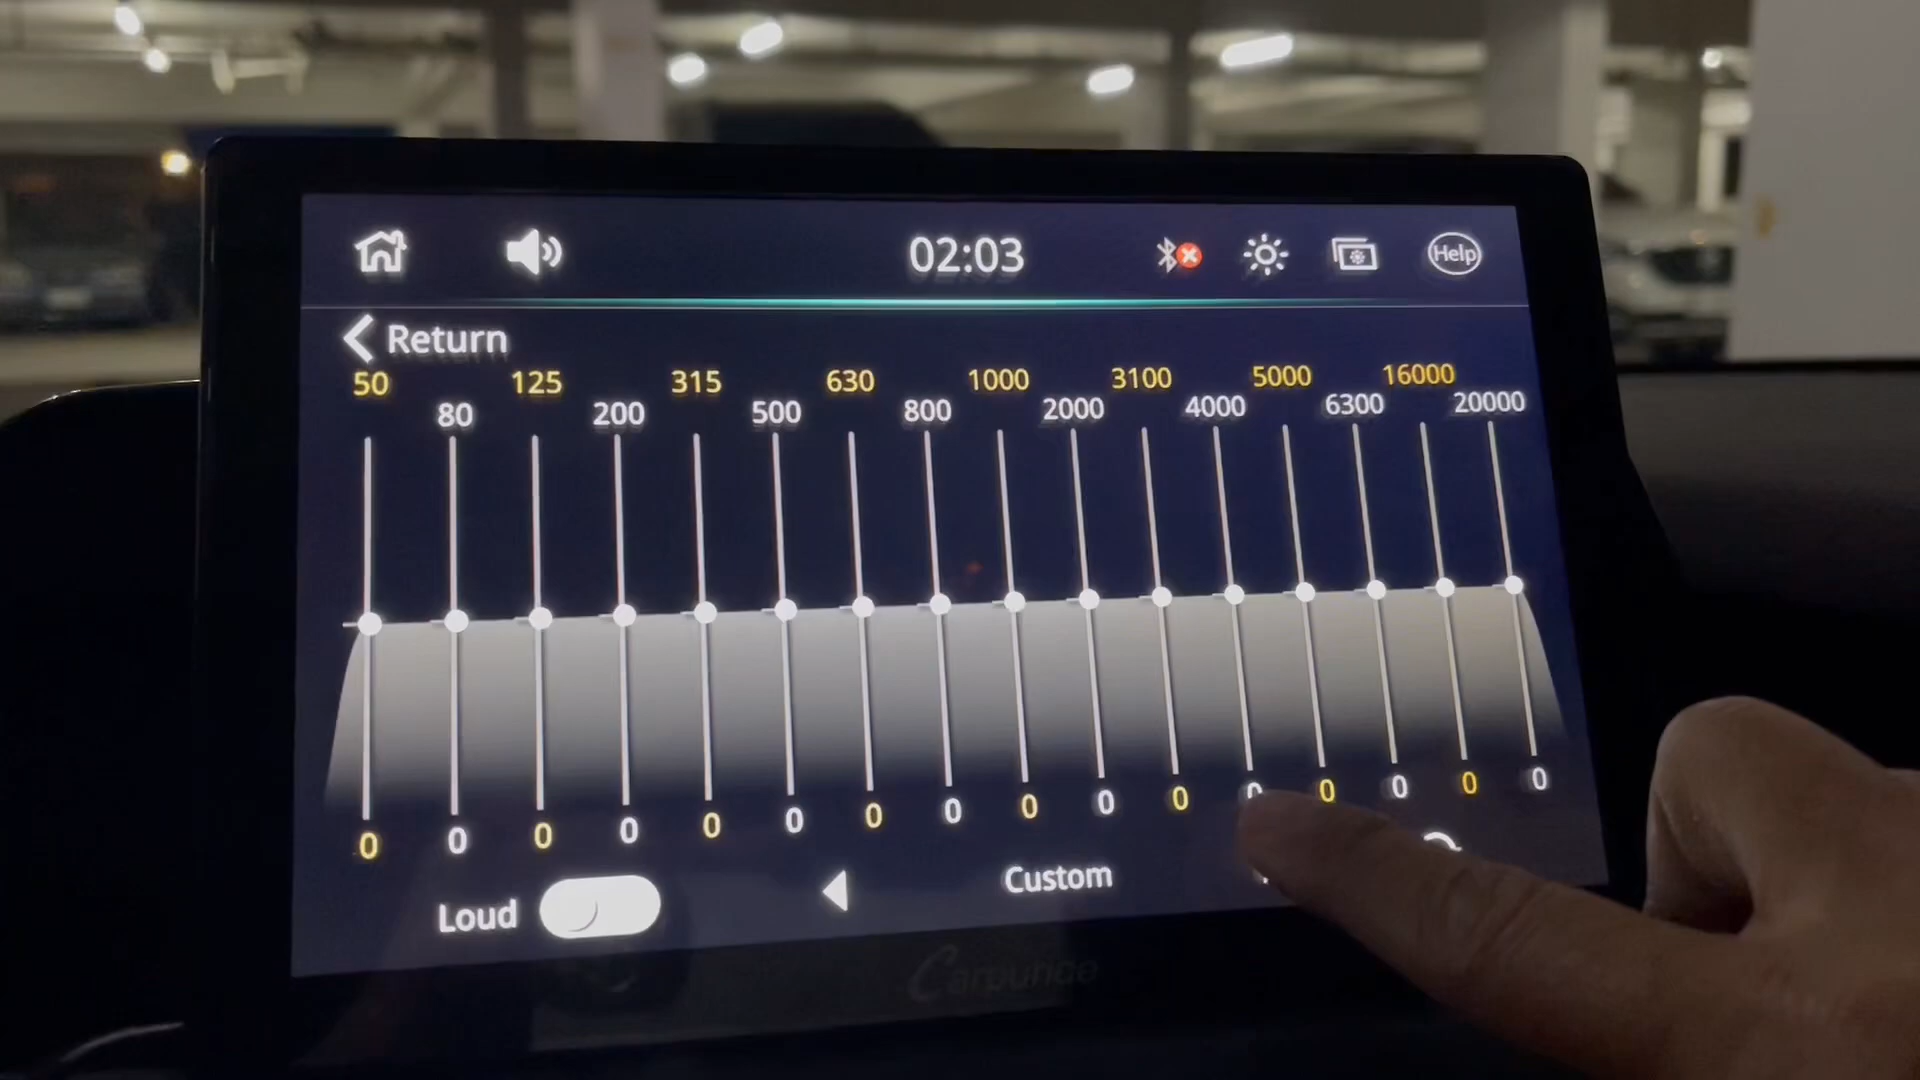 02:03 Help
Return
50 125 315 630 1000 3100 5000 16000
80 200 500 800 2000 4000 6300 20000
0 0 0 0 0 0 0 0 0 0 0 0 0 0 0 0
Loud Custom
Carpuride